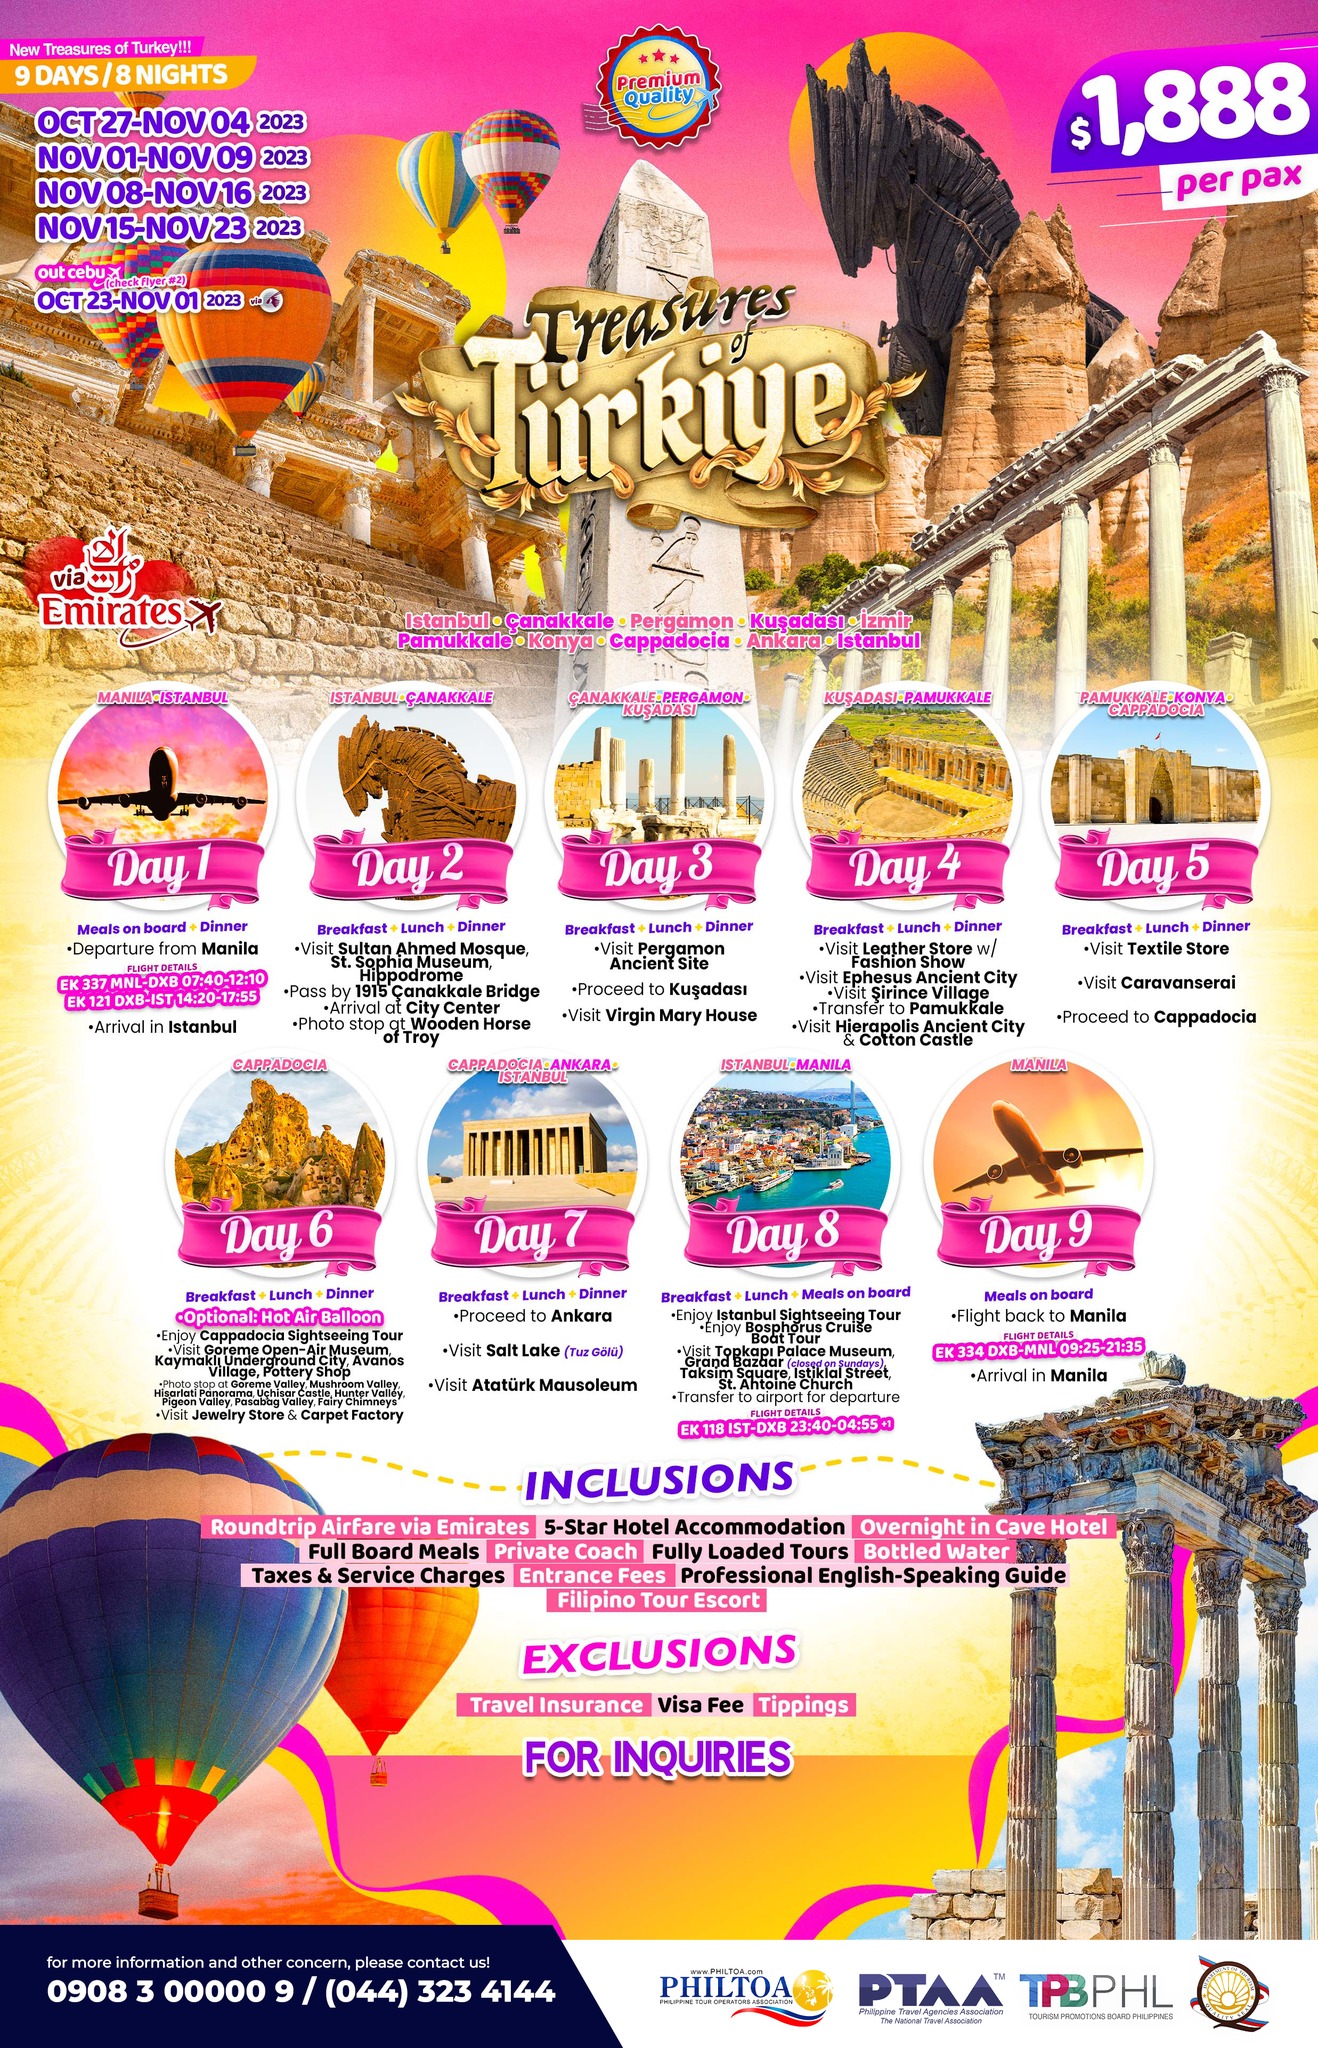 New Treasures of Turkey!!!
9 DAYS / 8 NIGHTS
OCT 27-NOV 04 2023
NOV 01-NOV 09 2023
NOV 08-NOV 16 2023
NOV 15-NOV 23 2023
out cebu
(check flyer #2)
OCT 23-NOV 01 2023 via
Premium
Quality
$1,888
per pax
Treasures
of
Türkiye
via
Emirates
Istanbul • Çanakkale • Pergamon • Kuşadası • İzmir
Pamukkale • Konya • Cappadocia • Ankara • Istanbul
MANILA•ISTANBUL
Day 1
Meals on board + Dinner
•Departure from Manila
FLIGHT DETAILS
EK 337 MNL-DXB 07:40-12:10
EK 121 DXB-IST 14:20-17:55
•Arrival in Istanbul
ISTANBUL•ÇANAKKALE
Day 2
Breakfast + Lunch + Dinner
•Visit Sultan Ahmed Mosque,
St. Sophia Museum,
Hippodrome
•Pass by 1915 Çanakkale Bridge
•Arrival at City Center
•Photo stop at Wooden Horse
of Troy
ÇANAKKALE•PERGAMON•
KUŞADASI
Day 3
Breakfast + Lunch + Dinner
•Visit Pergamon
Ancient Site
•Proceed to Kuşadası
•Visit Virgin Mary House
KUŞADASI•PAMUKKALE
Day 4
Breakfast + Lunch + Dinner
•Visit Leather Store w/
Fashion Show
•Visit Ephesus Ancient City
•Visit Şirince Village
•Transfer to Pamukkale
•Visit Hierapolis Ancient City
& Cotton Castle
PAMUKKALE•KONYA•
CAPPADOCIA
Day 5
Breakfast + Lunch + Dinner
•Visit Textile Store
•Visit Caravanserai
•Proceed to Cappadocia
CAPPADOCIA
Day 6
Breakfast + Lunch + Dinner
•Optional: Hot Air Balloon
•Enjoy Cappadocia Sightseeing Tour
•Visit Goreme Open-Air Museum,
Kaymaklı Underground City, Avanos
Village, Pottery Shop
•Photo stop at Goreme Valley, Mushroom Valley,
Hisarlati Panorama, Uchisar Castle, Hunter Valley,
Pigeon Valley, Pasabag Valley, Fairy Chimneys
•Visit Jewelry Store & Carpet Factory
CAPPADOCIA•ANKARA•
ISTANBUL
Day 7
Breakfast + Lunch + Dinner
•Proceed to Ankara
•Visit Salt Lake (Tuz Gölü)
•Visit Atatürk Mausoleum
ISTANBUL•MANILA
Day 8
Breakfast + Lunch + Meals on board
•Enjoy Istanbul Sightseeing Tour
•Enjoy Bosphorus Cruise
Boat Tour
•Visit Topkapı Palace Museum,
Grand Bazaar (closed on Sundays),
Taksim Square, Istiklal Street,
St. Antoine Church
•Transfer to airport for departure
FLIGHT DETAILS
EK 118 IST-DXB 23:40-04:55 +1
MANILA
Day 9
Meals on board
•Flight back to Manila
FLIGHT DETAILS
EK 334 DXB-MNL 09:25-21:35
•Arrival in Manila
INCLUSIONS
Roundtrip Airfare via Emirates 5-Star Hotel Accommodation Overnight in Cave Hotel
Full Board Meals Private Coach Fully Loaded Tours Bottled Water
Taxes & Service Charges Entrance Fees Professional English-Speaking Guide
Filipino Tour Escort
EXCLUSIONS
Travel Insurance Visa Fee Tippings
FOR INQUIRIES
for more information and other concern, please contact us!
0908 3 00000 9 / (044) 323 4144
www.PHILTOA.com
PHILTOA
PHILIPPINE TOUR OPERATORS ASSOCIATION
PTAA TM
Philippine Travel Agencies Association
The National Travel Association
TPBPHL
TOURISM PROMOTIONS BOARD PHILIPPINES